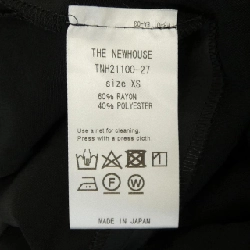 THE NEWHOUSE
TNH2110C-27
size XS
60% RAYON
40% POLYESTER
Use a net for cleaning.
Press with a press cloth.
F W
MADE IN JAPAN